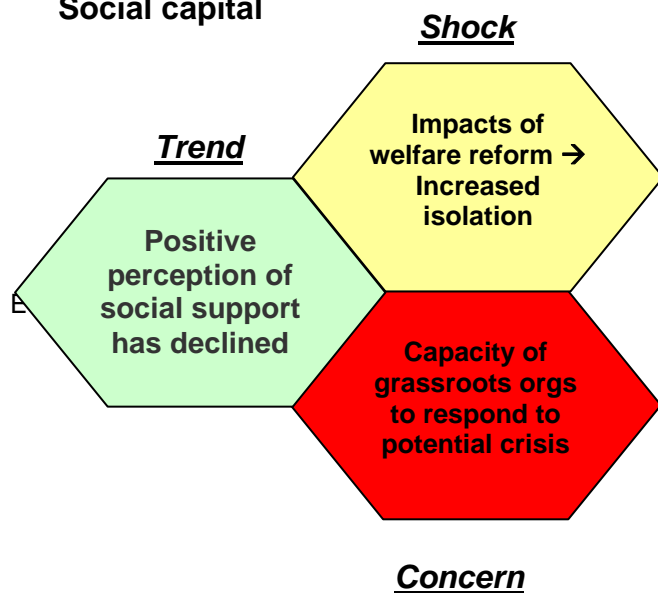 Social capital
Shock
Impacts of
welfare reform →
Increased
isolation
Trend
Positive
perception of
social support
has declined
E
Capacity of
grassroots orgs
to respond to
potential crisis
Concern